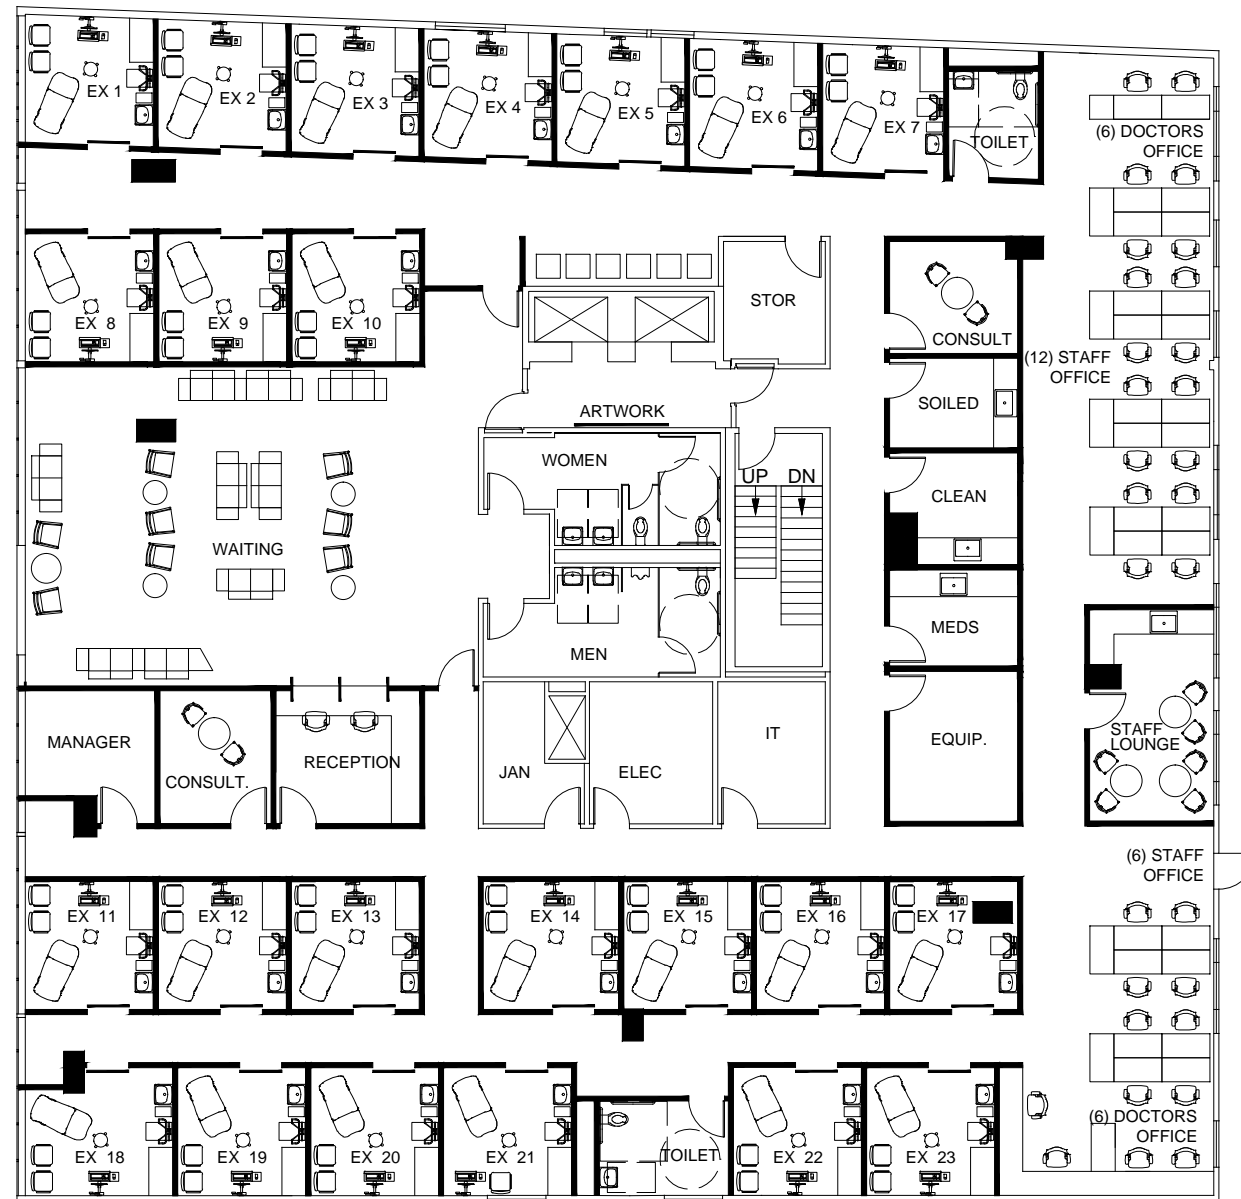 EX 1
EX 2
EX 3
EX 4
EX 5
EX 6
EX 7
TOILET
(6) DOCTORS
OFFICE
EX 8
EX 9
EX 10
STOR
CONSULT
(12) STAFF
OFFICE
SOILED
ARTWORK
WOMEN
UP
DN
CLEAN
WAITING
MEDS
MEN
MANAGER
CONSULT.
RECEPTION
JAN
ELEC
IT
EQUIP.
STAFF
LOUNGE
(6) STAFF
OFFICE
EX 11
EX 12
EX 13
EX 14
EX 15
EX 16
EX 17
(6) DOCTORS
OFFICE
EX 18
EX 19
EX 20
EX 21
TOILET
EX 22
EX 23